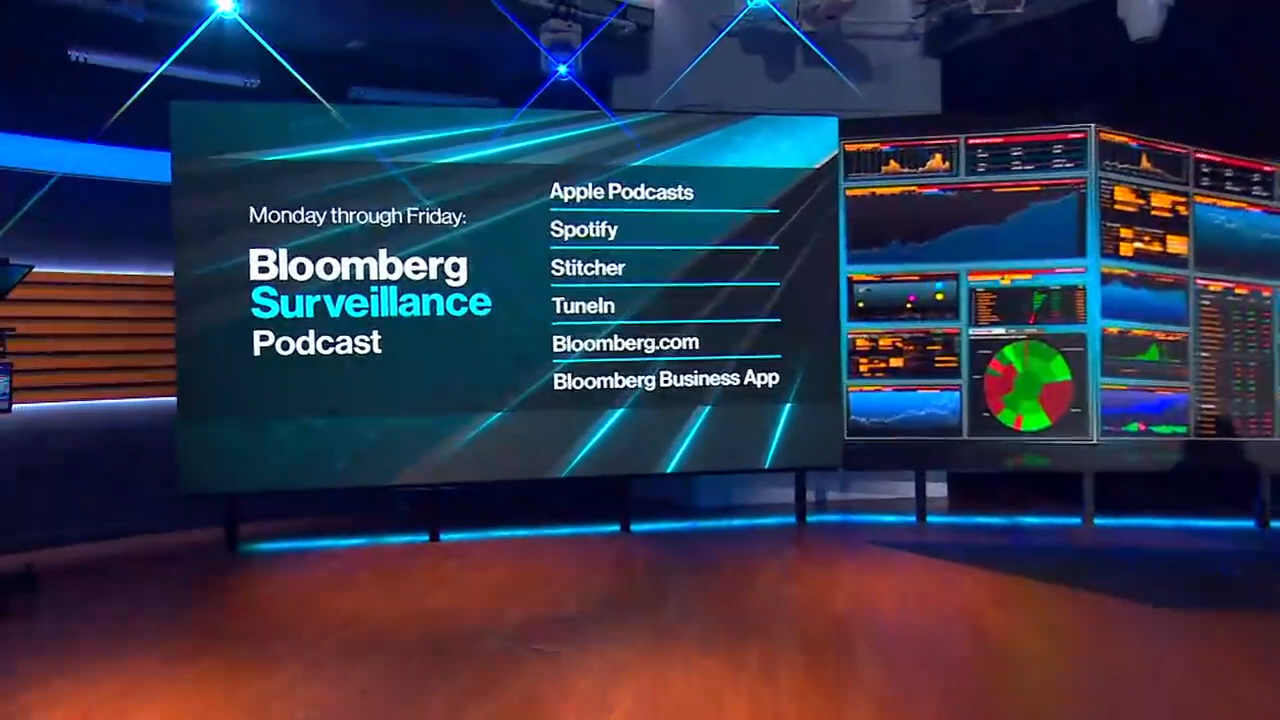 Monday through Friday:
Bloomberg
Surveillance
Podcast
Apple Podcasts
Spotify
Stitcher
TuneIn
Bloomberg.com
Bloomberg Business App